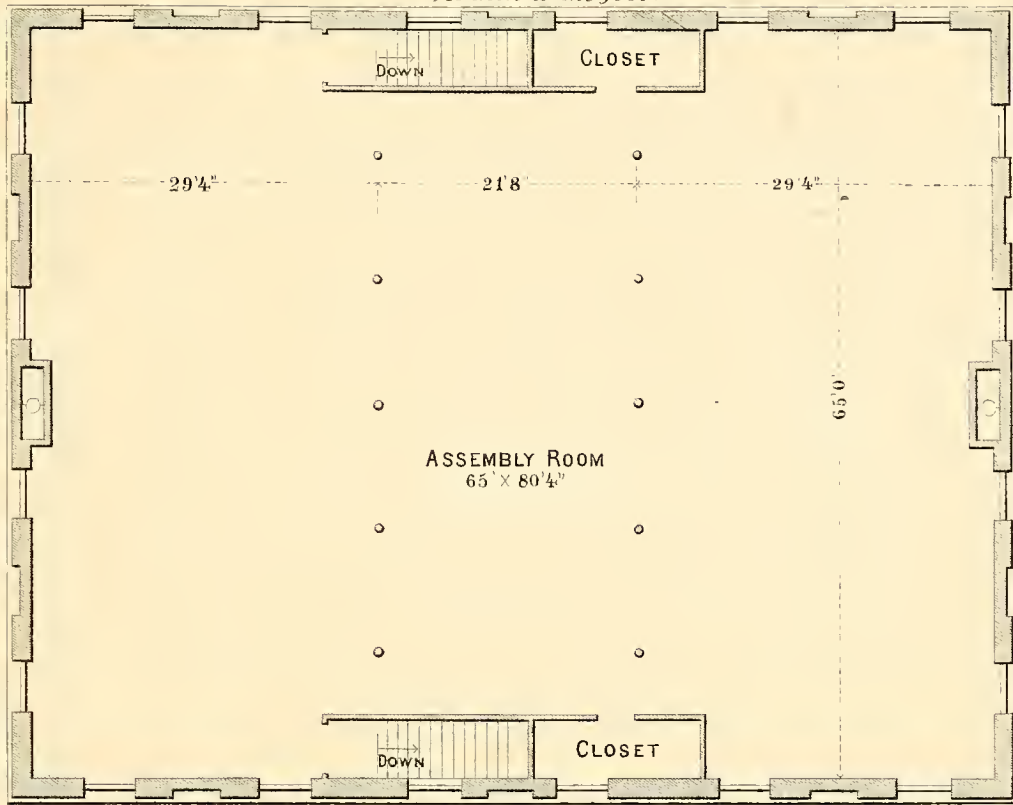 CLOSET
DOWN
29'4"
21'8"
29'4"
65'0"
ASSEMBLY ROOM
65' X 80'4"
DOWN
CLOSET